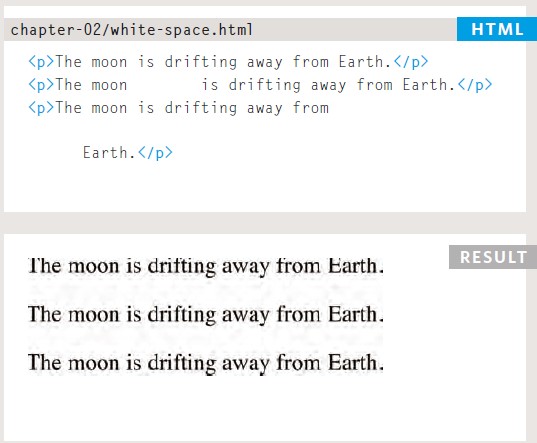 chapter-02/white-space.html
HTML
<p>The moon is drifting away from Earth.</p>
<p>The moon        is drifting away from Earth.</p>
<p>The moon is drifting away from
Earth.</p>
RESULT
The moon is drifting away from Earth.
The moon is drifting away from Earth.
The moon is drifting away from Earth.